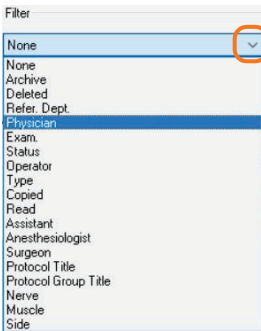 Filter
None
None
Archive
Deleted
Refer. Dept.
Physician
Exam.
Status
Operator
Type
Copied
Read
Assistant
Anesthesiologist
Surgeon
Protocol Title
Protocol Group Title
Nerve
Muscle
Side